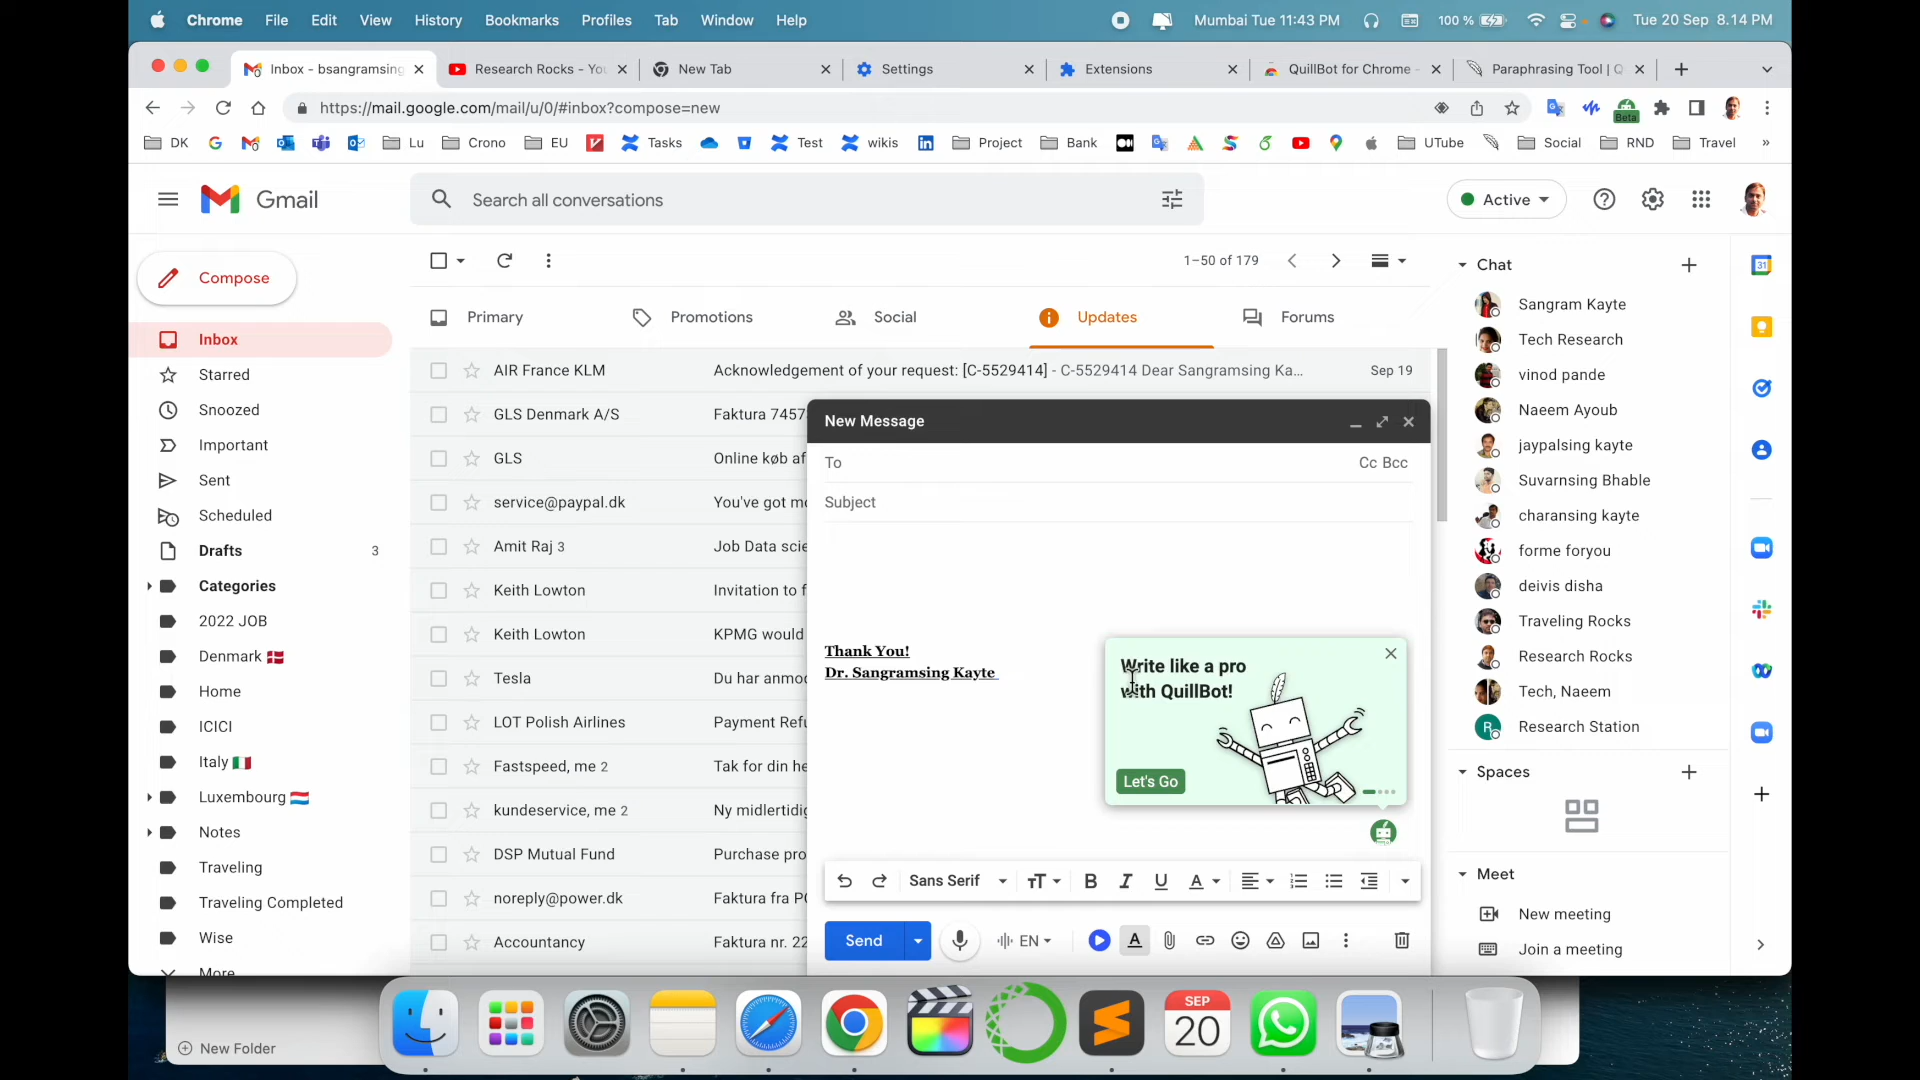 Chrome File Edit View History Bookmarks Profiles Tab Window Help Mumbai Tue 11:43 PM 100 % Tue 20 Sep 8.14 PM
Inbox - bsangramsing Research Rocks - You New Tab Settings Extensions QuillBot for Chrome - Paraphrasing Tool | Q
https://mail.google.com/mail/u/0/#inbox?compose=new Beta
DK Lu Crono EU Tasks Test wikis Project Bank UTube Social RND Travel »
Gmail Search all conversations Active
Compose 1–50 of 179
Primary Promotions Social Updates Forums
Inbox
Starred
Snoozed
Important
Sent
Scheduled
Drafts 3
Categories
2022 JOB
Denmark
Home
ICICI
Italy
Luxembourg
Notes
Traveling
Traveling Completed
Wise
More
AIR France KLM Acknowledgement of your request: [C-5529414] - C-5529414 Dear Sangramsing Ka... Sep 19
GLS Denmark A/S Faktura 7457
GLS Online køb af
service@paypal.dk You've got mo
Amit Raj 3 Job Data scie
Keith Lowton Invitation to f
Keith Lowton KPMG would
Tesla Du har anmod
LOT Polish Airlines Payment Refu
Fastspeed, me 2 Tak for din he
kundeservice, me 2 Ny midlertidig
DSP Mutual Fund Purchase pro
noreply@power.dk Faktura fra PO
Accountancy Faktura nr. 22
New Message
To Cc Bcc
Subject
Thank You!
Dr. Sangramsing Kayte
Write like a pro
with QuillBot!
Let's Go
Sans Serif
Send EN
Chat
Sangram Kayte
Tech Research
vinod pande
Naeem Ayoub
jaypalsing kayte
Suvarnsing Bhable
charansing kayte
forme foryou
deivis disha
Traveling Rocks
Research Rocks
Tech, Naeem
R Research Station
Spaces
Meet
New meeting
Join a meeting
31
New Folder
SEP
20